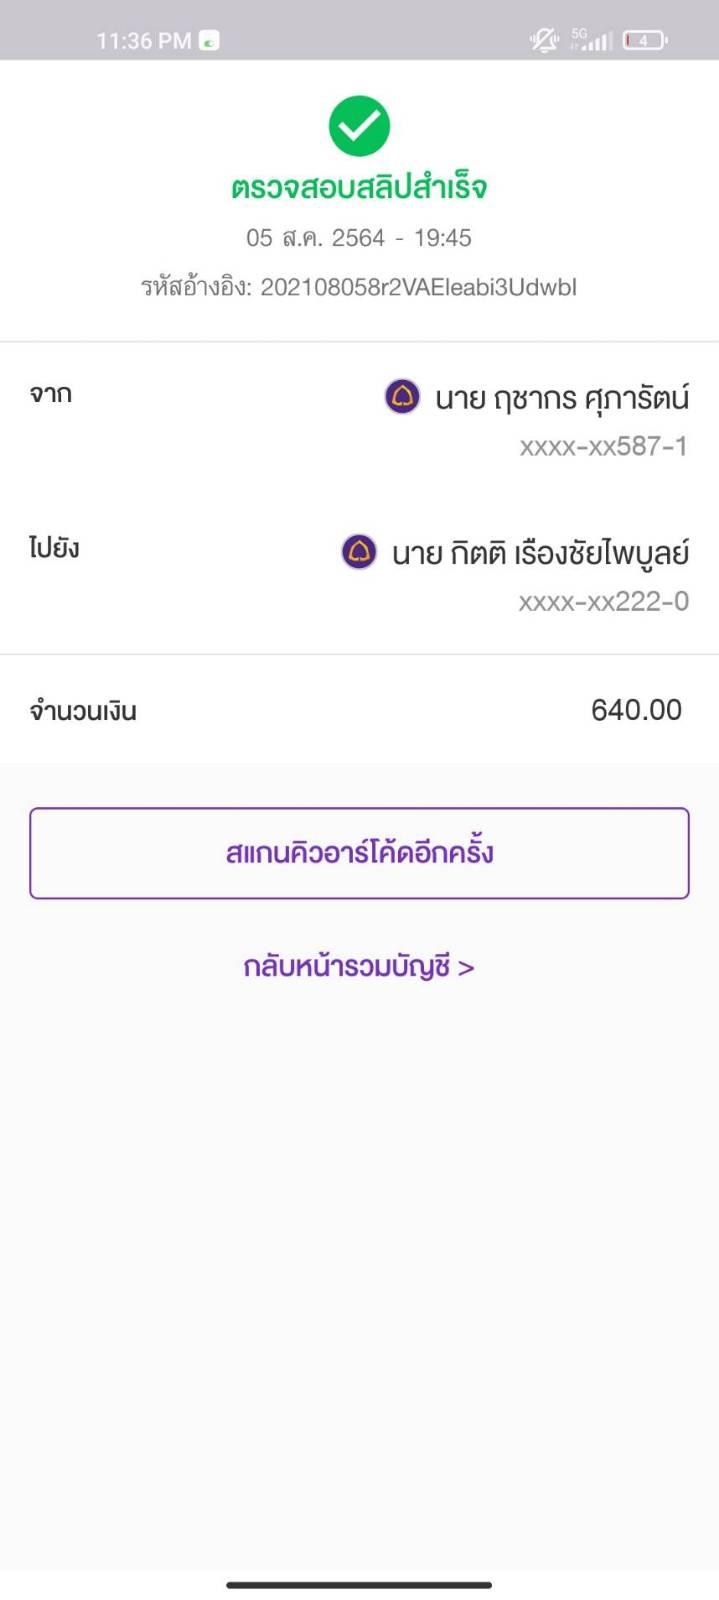 11:36 PM
5G
4
ตรวจสอบสลิปสำเร็จ
05 ส.ค. 2564 - 19:45
รหัสอ้างอิง: 202108058r2VAEleabi3Udwbl
จาก
นาย ฤชากร ศุภารัตน์
xxxx-xx587-1
ไปยัง
นาย กิตติ เรืองชัยไพบูลย์
xxxx-xx222-0
จำนวนเงิน 640.00
สแกนคิวอาร์โค้ดอีกครั้ง
กลับหน้ารวมบัญชี >